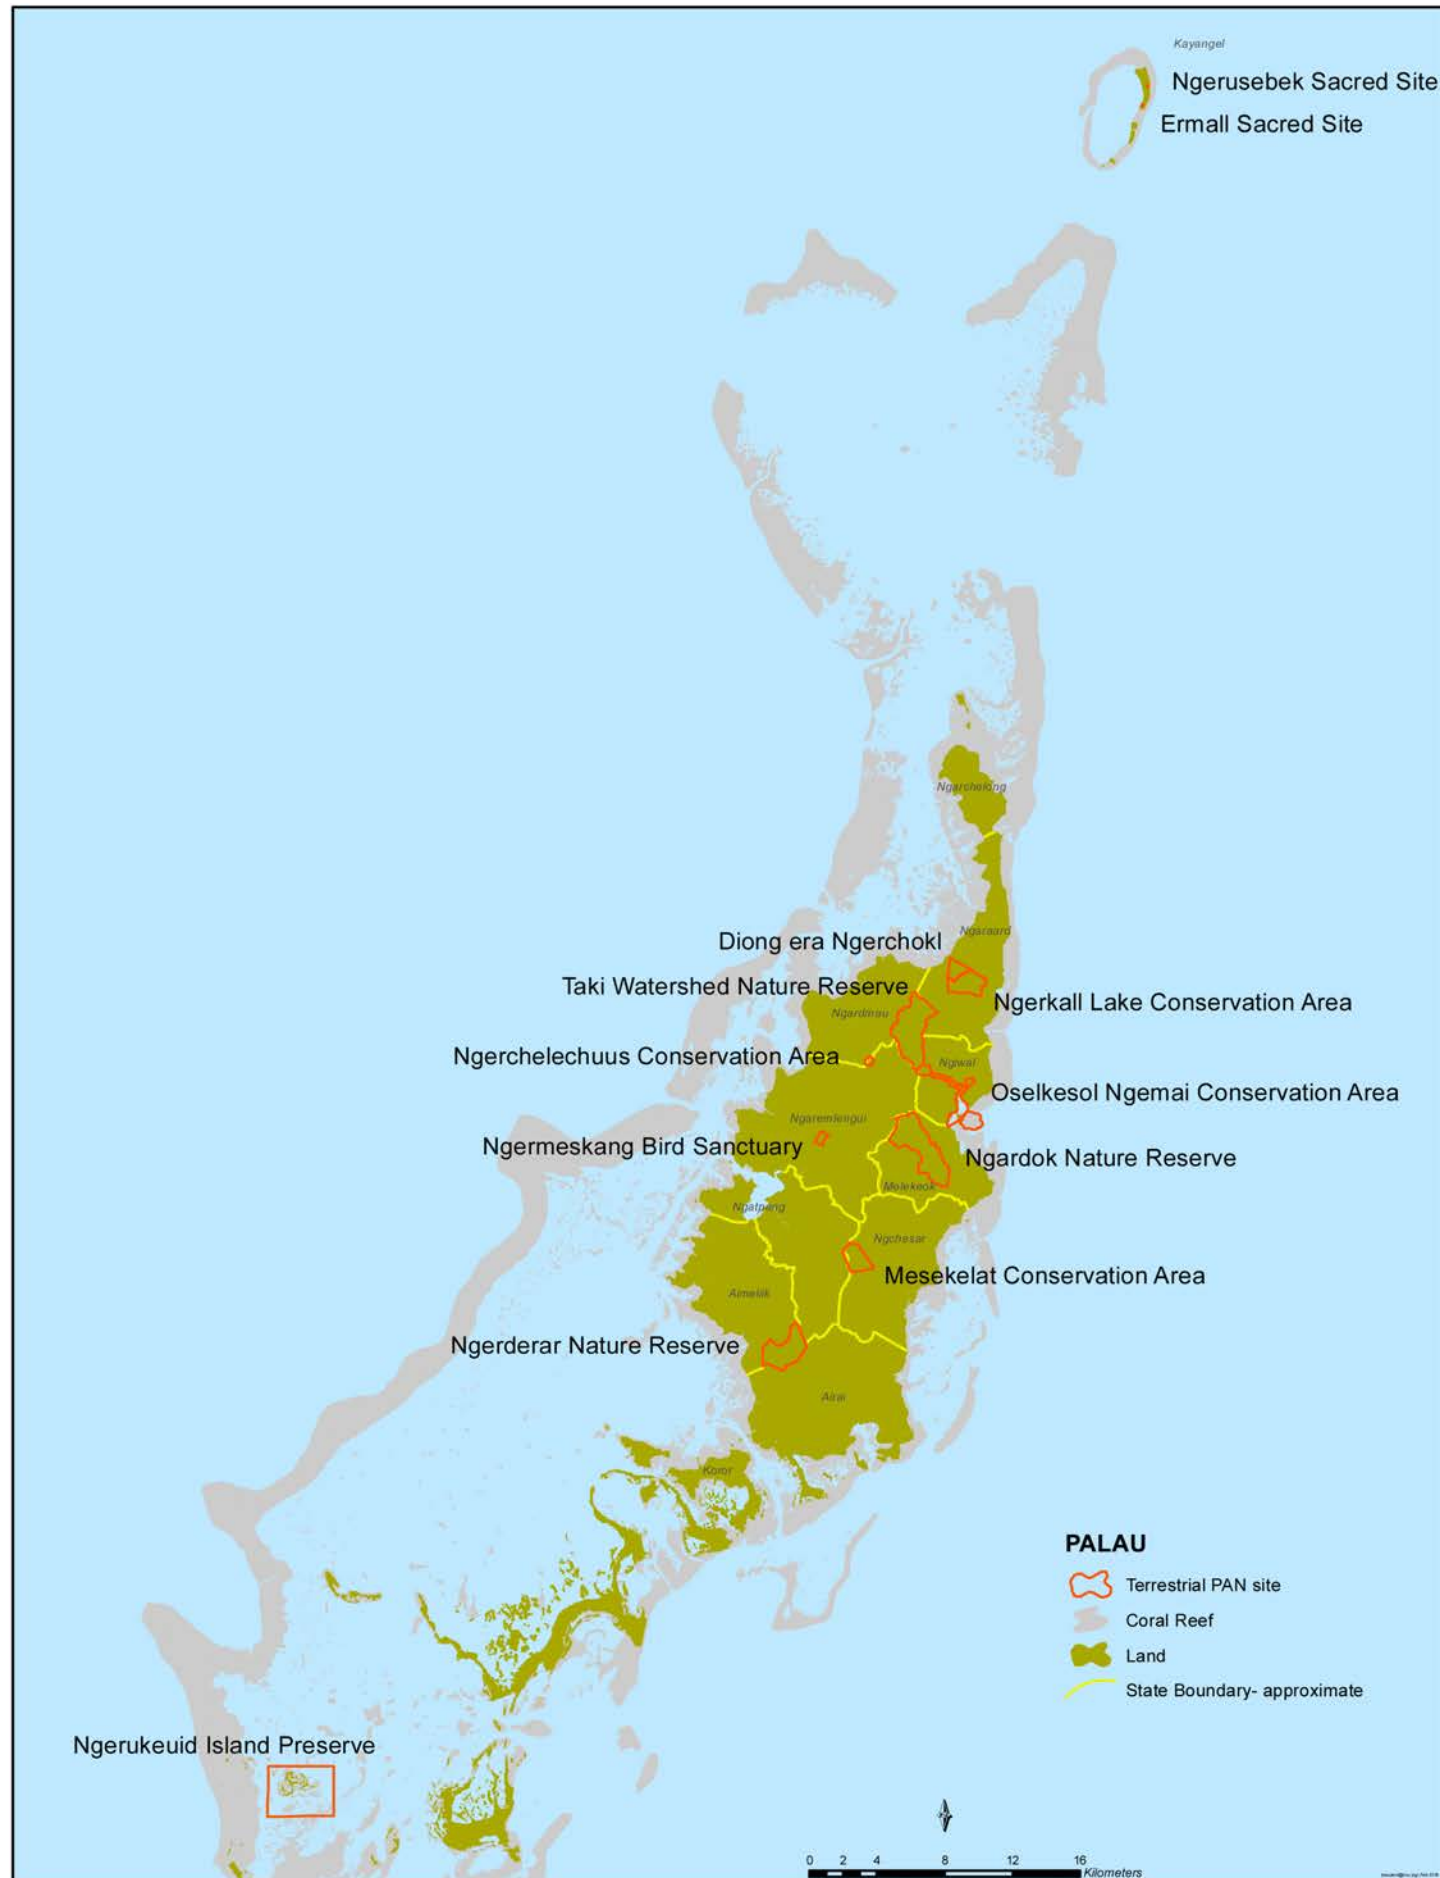 Kayangel
Ngerusebek Sacred Site
Ermall Sacred Site
Ngarchelong
Ngaraard
Diong era Ngerchokl
Taki Watershed Nature Reserve
Ngerkall Lake Conservation Area
Ngardmau
Ngerchelechuus Conservation Area
Ngiwal
Oselkesol Ngemai Conservation Area
Ngaremlengui
Ngermeskang Bird Sanctuary
Ngardok Nature Reserve
Melekeok
Ngatpang
Ngchesar
Mesekelat Conservation Area
Aimeliik
Ngerderar Nature Reserve
Airai
Koror
PALAU
Terrestrial PAN site
Coral Reef
Land
State Boundary- approximate
Ngerukeuid Island Preserve
0 2 4 8 12 16
Kilometers